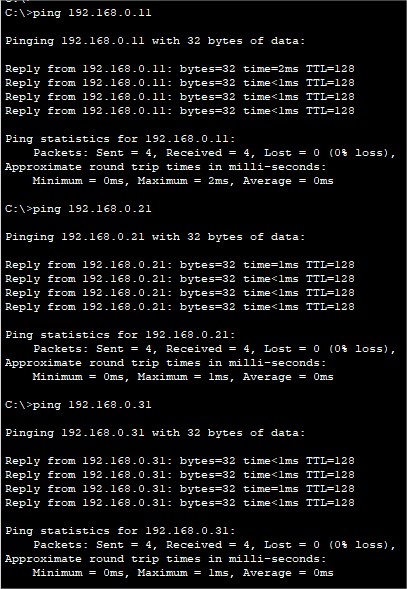 C:\>ping 192.168.0.11
Pinging 192.168.0.11 with 32 bytes of data:
Reply from 192.168.0.11: bytes=32 time=2ms TTL=128
Reply from 192.168.0.11: bytes=32 time<1ms TTL=128
Reply from 192.168.0.11: bytes=32 time<1ms TTL=128
Reply from 192.168.0.11: bytes=32 time<1ms TTL=128
Ping statistics for 192.168.0.11:
    Packets: Sent = 4, Received = 4, Lost = 0 (0% loss),
Approximate round trip times in milli-seconds:
    Minimum = 0ms, Maximum = 2ms, Average = 0ms
C:\>ping 192.168.0.21
Pinging 192.168.0.21 with 32 bytes of data:
Reply from 192.168.0.21: bytes=32 time=1ms TTL=128
Reply from 192.168.0.21: bytes=32 time<1ms TTL=128
Reply from 192.168.0.21: bytes=32 time<1ms TTL=128
Reply from 192.168.0.21: bytes=32 time<1ms TTL=128
Ping statistics for 192.168.0.21:
    Packets: Sent = 4, Received = 4, Lost = 0 (0% loss),
Approximate round trip times in milli-seconds:
    Minimum = 0ms, Maximum = 1ms, Average = 0ms
C:\>ping 192.168.0.31
Pinging 192.168.0.31 with 32 bytes of data:
Reply from 192.168.0.31: bytes=32 time<1ms TTL=128
Reply from 192.168.0.31: bytes=32 time<1ms TTL=128
Reply from 192.168.0.31: bytes=32 time=1ms TTL=128
Reply from 192.168.0.31: bytes=32 time<1ms TTL=128
Ping statistics for 192.168.0.31:
    Packets: Sent = 4, Received = 4, Lost = 0 (0% loss),
Approximate round trip times in milli-seconds:
    Minimum = 0ms, Maximum = 1ms, Average = 0ms